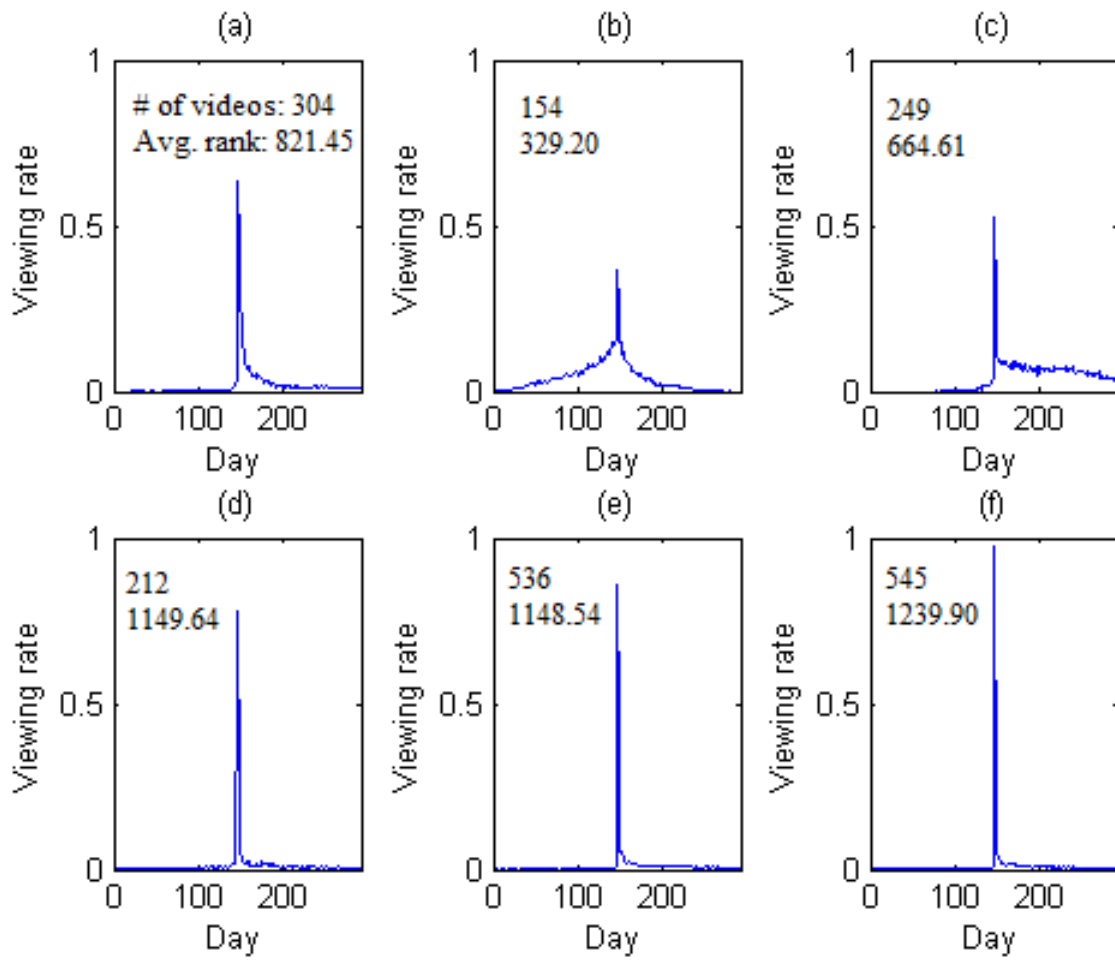 (a)
1
# of videos: 304
Avg. rank: 821.45
0.5
0
0 100 200
Viewing rate
Day
(b)
1
154
329.20
0.5
0
0 100 200
Viewing rate
Day
(c)
1
249
664.61
0.5
0
0 100 200
Viewing rate
Day
(d)
1
212
1149.64
0.5
0
0 100 200
Viewing rate
Day
(e)
1
536
1148.54
0.5
0
0 100 200
Viewing rate
Day
(f)
1
545
1239.90
0.5
0
0 100 200
Viewing rate
Day